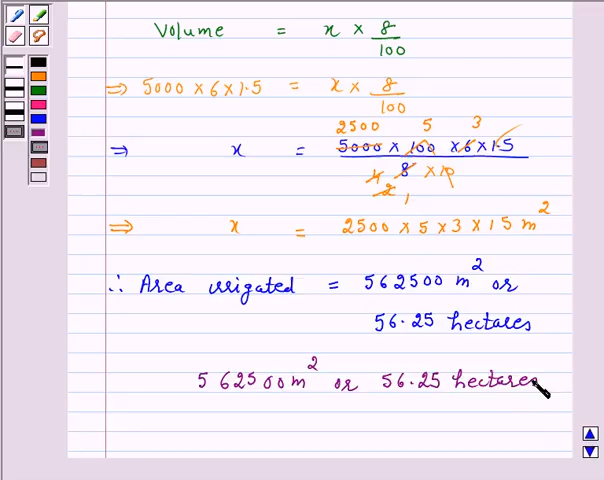 Volume = x × 8/100
⇒ 5000 × 6 × 1.5 = x × 8/100
2500 5 3
⇒ x = 5000 × 100 × 6 × 1.5 / 8 × 10
4 2 1
⇒ x = 2500 × 5 × 3 × 15 m²
∴ Area irrigated = 562500 m² or
56.25 hectares
562500 m² or 56.25 hectares